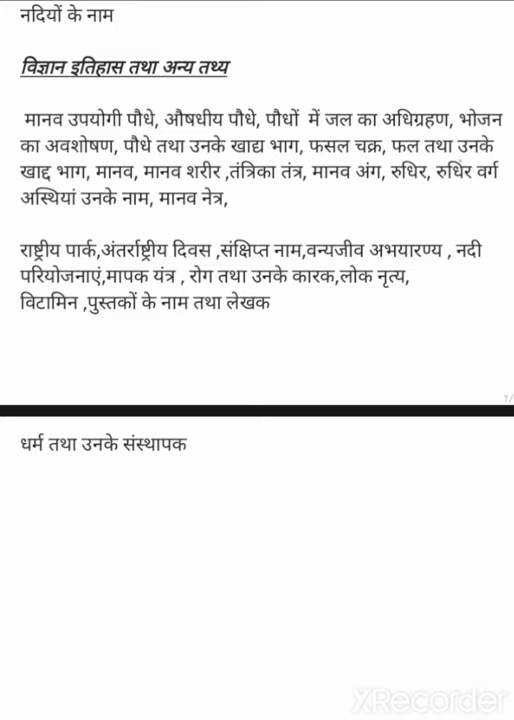 नदियों के नाम
विज्ञान इतिहास तथा अन्य तथ्य
मानव उपयोगी पौधे, औषधीय पौधे, पौधों में जल का अधिग्रहण, भोजन
का अवशोषण, पौधे तथा उनके खाद्य भाग, फसल चक्र, फल तथा उनके
खाद्द भाग, मानव, मानव शरीर ,तंत्रिका तंत्र, मानव अंग, रुधिर, रुधिर वर्ग
अस्थियां उनके नाम, मानव नेत्र,
राष्ट्रीय पार्क,अंतर्राष्ट्रीय दिवस ,संक्षिप्त नाम,वन्यजीव अभयारण्य , नदी
परियोजनाएं,मापक यंत्र , रोग तथा उनके कारक,लोक नृत्य,
विटामिन ,पुस्तकों के नाम तथा लेखक
धर्म तथा उनके संस्थापक
XRecorder